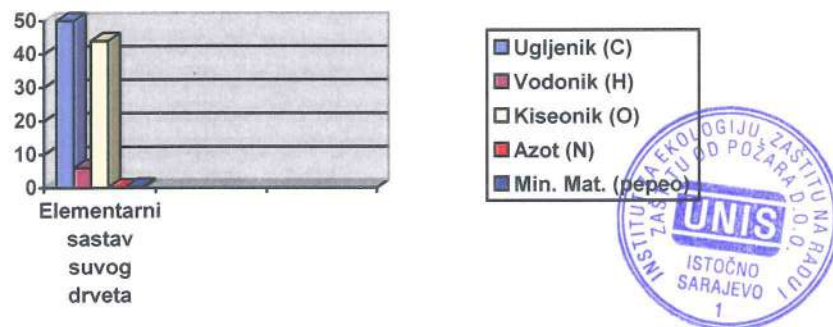 50
40
30
20
10
0
Elementarni
sastav
suvog
drveta
Ugljenik (C)
Vodonik (H)
Kiseonik (O)
Azot (N)
Min. Mat. (pepeo)
INSTITUT ZA EKOLOGIJU, ZAŠTITU NA RADU I
ZAŠTITU OD POŽARA D.O.O.
UNIS
ISTOČNO
SARAJEVO
1